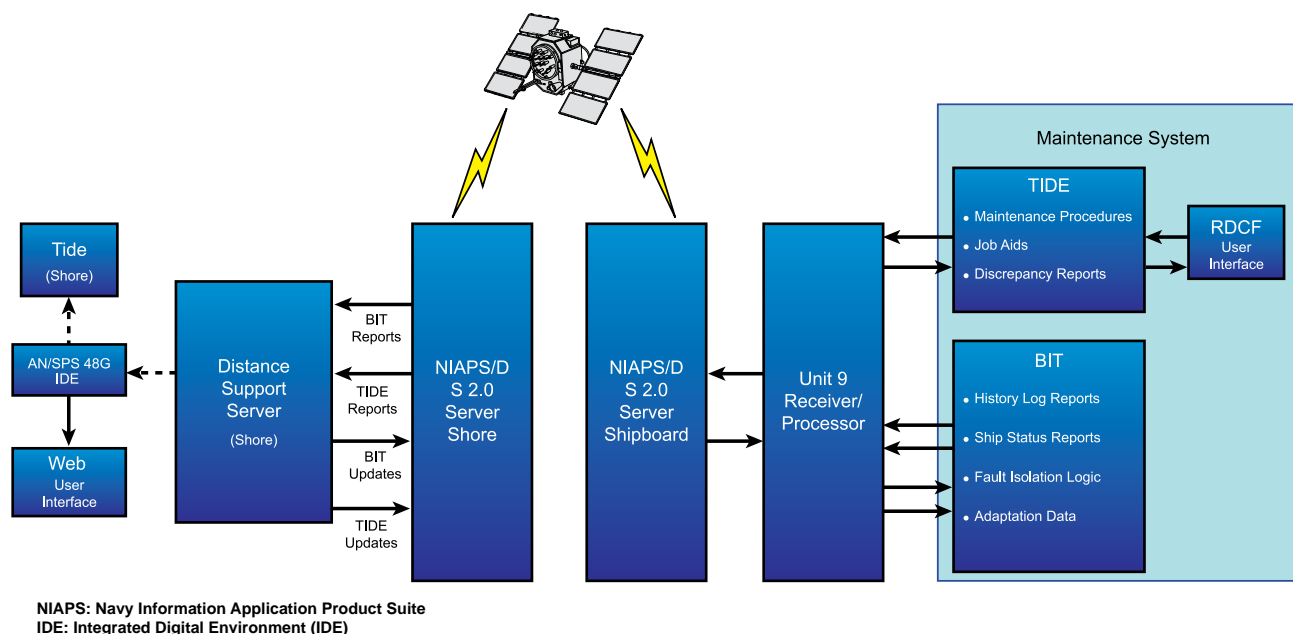 Maintenance System
TIDE
• Maintenance Procedures
• Job Aids
• Discrepancy Reports
RDCF
User
Interface
Tide
(Shore)
AN/SPS 48G
IDE
Web
User
Interface
Distance
Support
Server
(Shore)
BIT
Reports
TIDE
Reports
BIT
Updates
TIDE
Updates
NIAPS/D
S 2.0
Server
Shore
NIAPS/D
S 2.0
Server
Shipboard
Unit 9
Receiver/
Processor
BIT
• History Log Reports
• Ship Status Reports
• Fault Isolation Logic
• Adaptation Data
NIAPS: Navy Information Application Product Suite
IDE: Integrated Digital Environment (IDE)